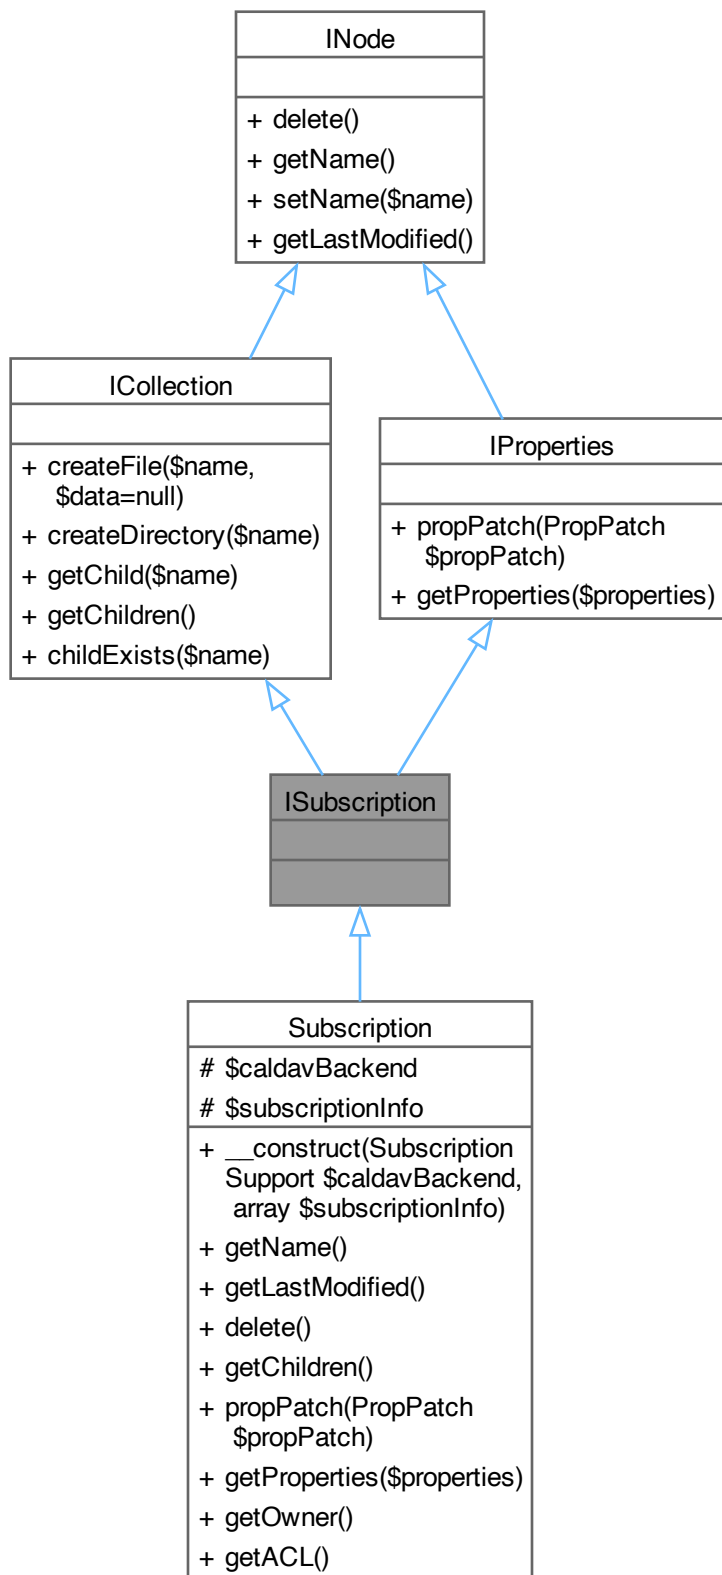 INode
+ delete()
+ getName()
+ setName($name)
+ getLastModified()
ICollection
+ createFile($name,
$data=null)
+ createDirectory($name)
+ getChild($name)
+ getChildren()
+ childExists($name)
IProperties
+ propPatch(PropPatch
$propPatch)
+ getProperties($properties)
ISubscription
Subscription
# $caldavBackend
# $subscriptionInfo
+ __construct(Subscription
Support $caldavBackend,
array $subscriptionInfo)
+ getName()
+ getLastModified()
+ delete()
+ getChildren()
+ propPatch(PropPatch
$propPatch)
+ getProperties($properties)
+ getOwner()
+ getACL()